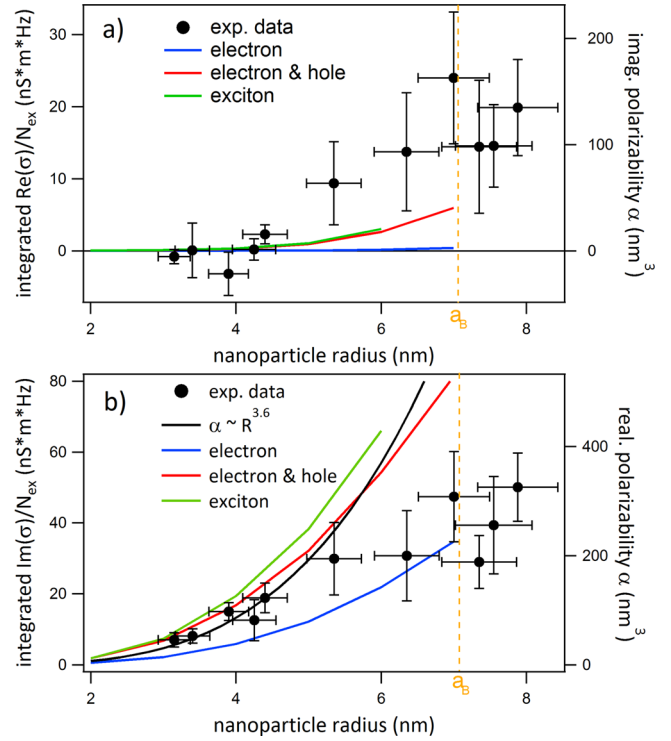 a)
exp. data
electron
electron & hole
exciton
integrated Re(σ)/Nex (nS*m*Hz)
30
20
10
0
imag. polarizability α (nm3)
200
100
0
aB
2 4 6 8
nanoparticle radius (nm)
b)
exp. data
α ~ R3.6
electron
electron & hole
exciton
integrated Im(σ)/Nex (nS*m*Hz)
80
60
40
20
0
real. polarizability α (nm3)
400
200
0
aB
2 4 6 8
nanoparticle radius (nm)